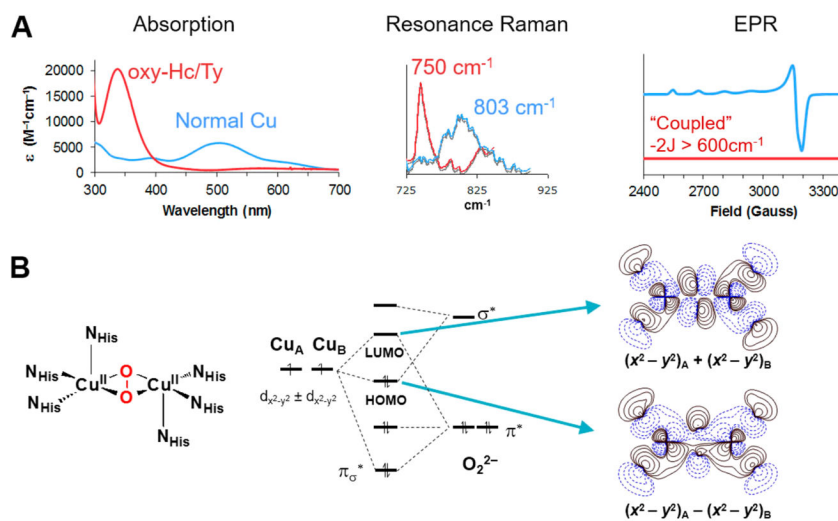 A
Absorption
Resonance Raman
EPR
oxy-Hc/Ty
Normal Cu
20000
15000
10000
5000
0
ε (M⁻¹cm⁻¹)
300 400 500 600 700
Wavelength (nm)
750 cm⁻¹
803 cm⁻¹
725 825 925
cm⁻¹
"Coupled"
-2J > 600cm⁻¹
2400 2700 3000 3300
Field (Gauss)
B
N_His
N_His
N_His
Cu^II
O
O
Cu^II
N_His
N_His
N_His
Cu_A Cu_B
d_x²-y² ± d_x²-y²
LUMO
HOMO
σ*
π*
π_σ*
O₂²⁻
(x² – y²)_A + (x² – y²)_B
(x² – y²)_A – (x² – y²)_B